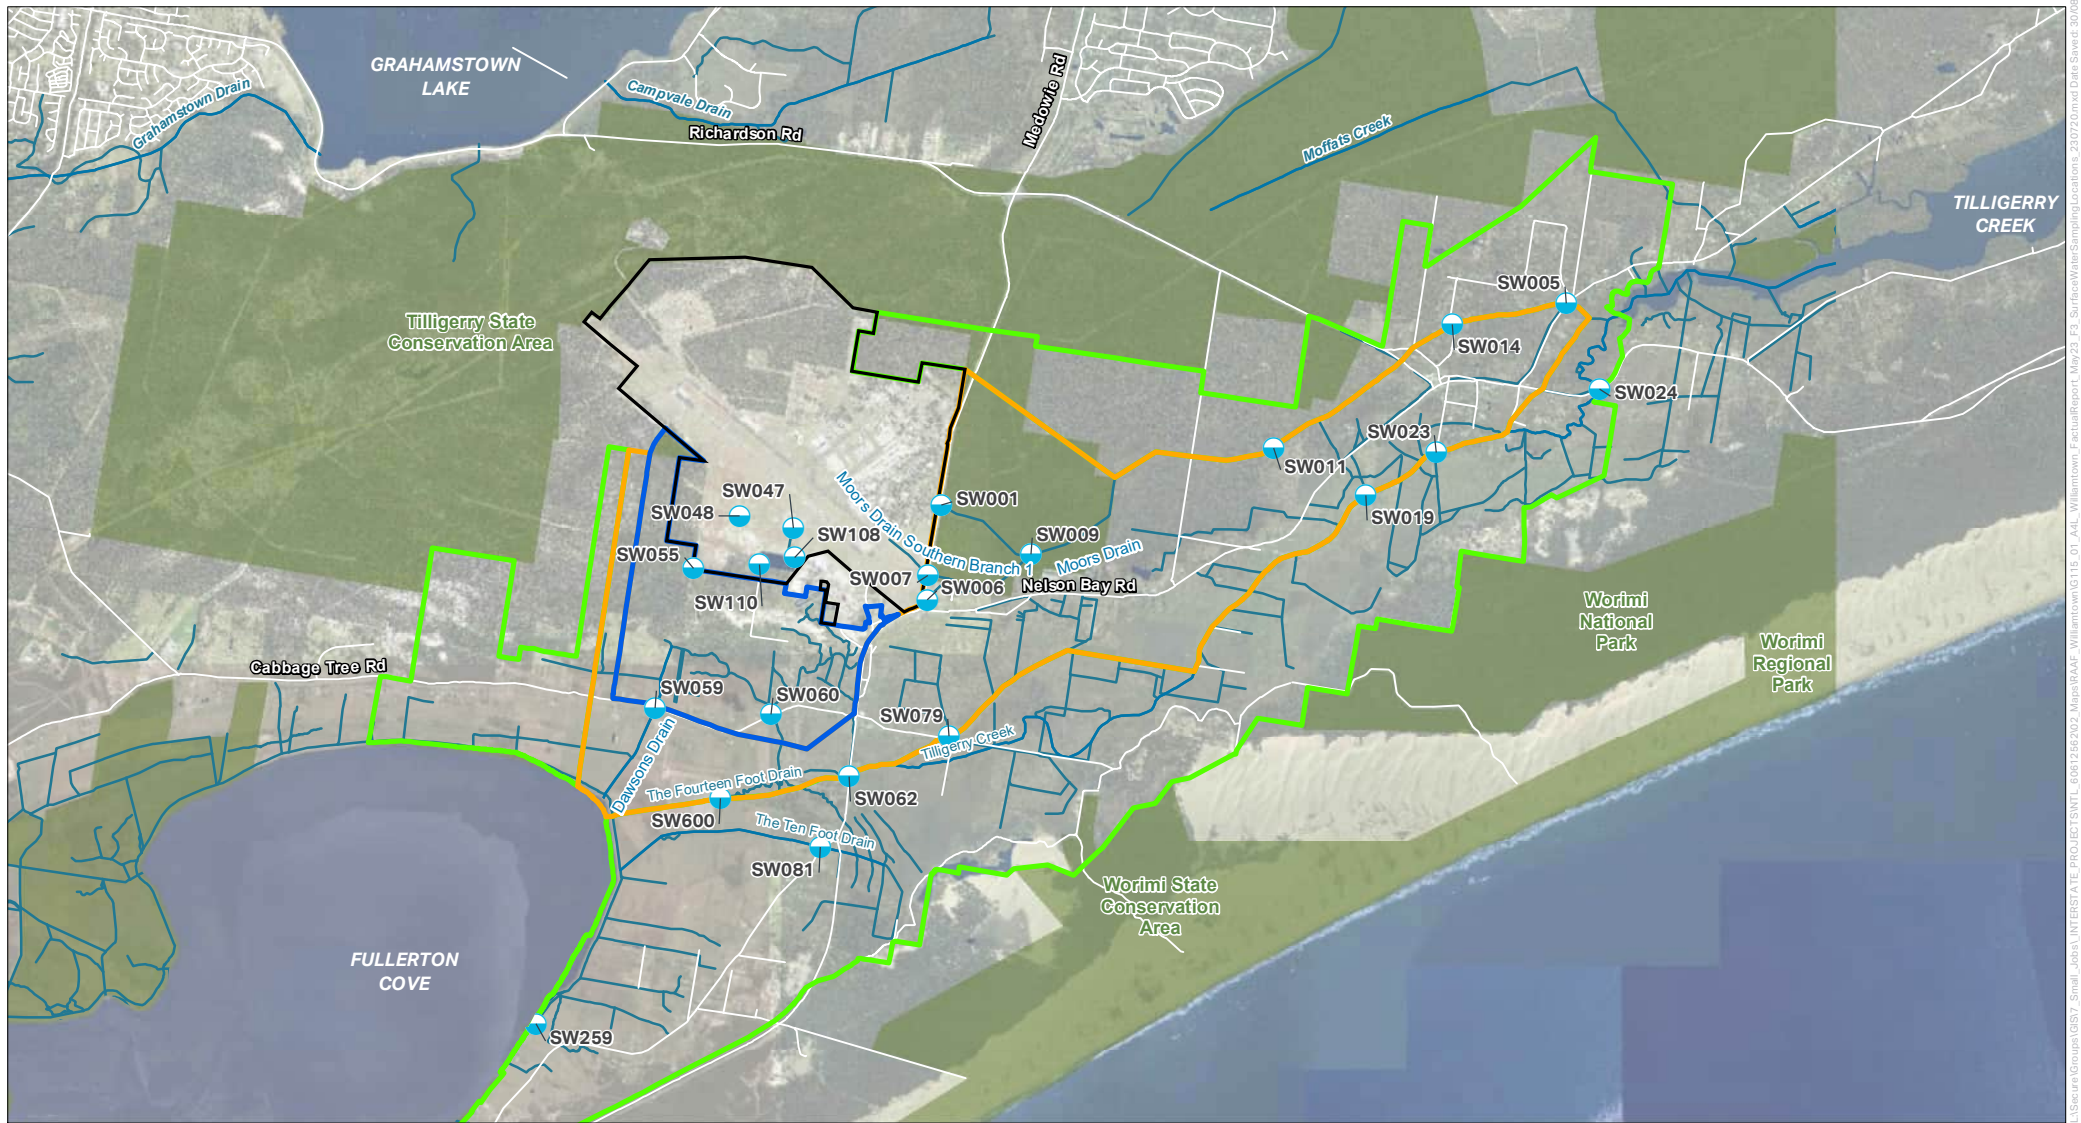 GRAHAMSTOWN
LAKE
Grahamstown Drain
Campvale Drain
Richardson Rd
Medowie Rd
Moffats Creek
TILLIGERRY
CREEK
Tilligerry State
Conservation Area
SW005
SW014
SW024
SW023
SW011
SW019
SW047
SW048
SW001
SW108
SW009
SW055
Moors Drain Southern Branch 1
Moors Drain
SW007
SW006
Nelson Bay Rd
SW110
Worimi
National
Park
Worimi
Regional
Park
Cabbage Tree Rd
SW059
SW060
SW079
Tilligerry Creek
Dawsons Drain
The Fourteen Foot Drain
SW062
SW600
The Ten Foot Drain
SW081
Worimi State
Conservation
Area
FULLERTON
COVE
SW259